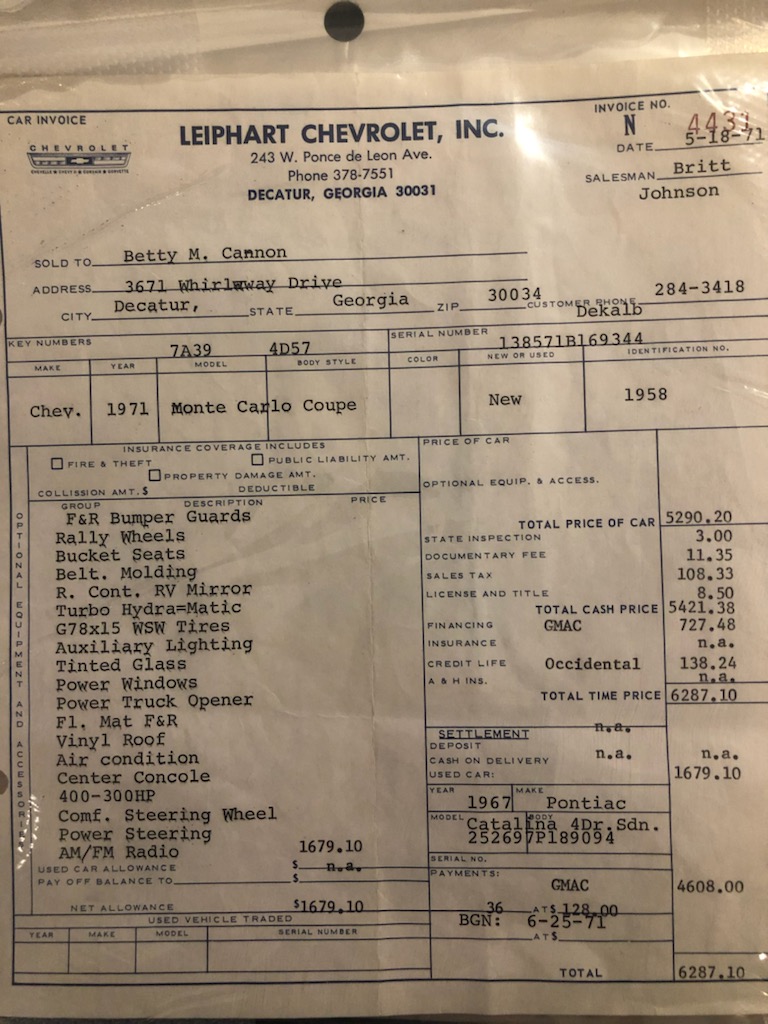 CAR INVOICE
CHEVROLET
LEIPHART CHEVROLET, INC.
243 W. Ponce de Leon Ave.
Phone 378-7551
DECATUR, GEORGIA 30031
INVOICE NO.
N 4431
DATE 5-18-71
SALESMAN Britt
Johnson
SOLD TO Betty M. Cannon
ADDRESS 3671 Whirlaway Drive
CITY Decatur, STATE Georgia ZIP 30034 CUSTOMER PHONE 284-3418
Dekalb
KEY NUMBERS 7A39 4D57
SERIAL NUMBER 138571B169344
MAKE YEAR MODEL BODY STYLE COLOR NEW OR USED IDENTIFICATION NO.
Chev. 1971 Monte Carlo Coupe New 1958
INSURANCE COVERAGE INCLUDES
FIRE & THEFT PUBLIC LIABILITY AMT.
PROPERTY DAMAGE AMT.
COLLISSION AMT. $ DEDUCTIBLE
OPTIONAL EQUIPMENT AND ACCESSORIES
GROUP DESCRIPTION PRICE
F&R Bumper Guards
Rally Wheels
Bucket Seats
Belt. Molding
R. Cont. RV Mirror
Turbo Hydra=Matic
G78x15 WSW Tires
Auxiliary Lighting
Tinted Glass
Power Windows
Power Truck Opener
Fl. Mat F&R
Vinyl Roof
Air condition
Center Concole
400-300HP
Comf. Steering Wheel
Power Steering
AM/FM Radio 1679.10
USED CAR ALLOWANCE $ n.a.
PAY OFF BALANCE TO $
NET ALLOWANCE $1679.10
USED VEHICLE TRADED
YEAR MAKE MODEL SERIAL NUMBER
PRICE OF CAR
OPTIONAL EQUIP. & ACCESS.
TOTAL PRICE OF CAR 5290.20
STATE INSPECTION 3.00
DOCUMENTARY FEE 11.35
SALES TAX 108.33
LICENSE AND TITLE 8.50
TOTAL CASH PRICE 5421.38
FINANCING GMAC 727.48
INSURANCE n.a.
CREDIT LIFE Occidental 138.24
A & H INS. n.a.
TOTAL TIME PRICE 6287.10
SETTLEMENT n.a.
DEPOSIT
CASH ON DELIVERY n.a. n.a.
USED CAR: 1679.10
YEAR 1967 MAKE Pontiac
MODEL BODY
Catalina 4Dr.Sdn.
252697P189094
SERIAL NO.
PAYMENTS:
GMAC 4608.00
36 AT $ 128.00
BGN: 6-25-71
AT $
TOTAL 6287.10